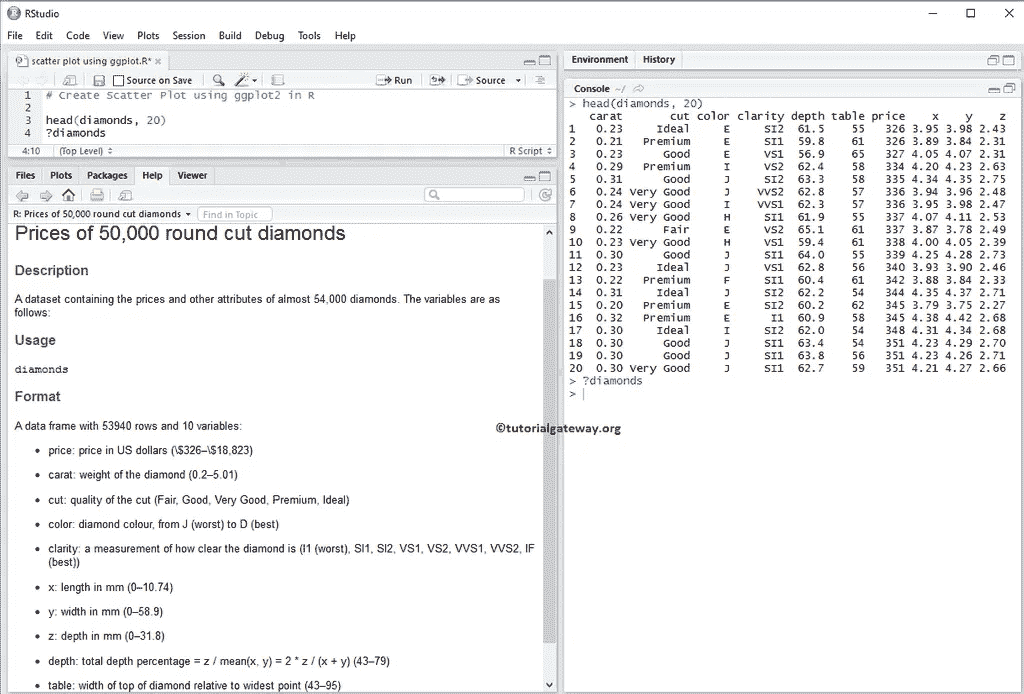 RStudio
File Edit Code View Plots Session Build Debug Tools Help
scatter plot using ggplot.R*
Source on Save Run Source
1 # Create Scatter Plot using ggplot2 in R
2
3 head(diamonds, 20)
4 ?diamonds
4:10 (Top Level) R Script
Files Plots Packages Help Viewer
R: Prices of 50,000 round cut diamonds Find in Topic
Prices of 50,000 round cut diamonds
Description
A dataset containing the prices and other attributes of almost 54,000 diamonds. The variables are as
follows:
Usage
diamonds
Format
A data frame with 53940 rows and 10 variables:
• price: price in US dollars (\$326–\$18,823)
• carat: weight of the diamond (0.2–5.01)
• cut: quality of the cut (Fair, Good, Very Good, Premium, Ideal)
• color: diamond colour, from J (worst) to D (best)
• clarity: a measurement of how clear the diamond is (I1 (worst), SI1, SI2, VS1, VS2, VVS1, VVS2, IF
(best))
• x: length in mm (0–10.74)
• y: width in mm (0–58.9)
• z: depth in mm (0–31.8)
• depth: total depth percentage = z / mean(x, y) = 2 * z / (x + y) (43–79)
• table: width of top of diamond relative to widest point (43–95)
Environment History
Console ~/
> head(diamonds, 20)
carat cut color clarity depth table price x y z
1 0.23 Ideal E SI2 61.5 55 326 3.95 3.98 2.43
2 0.21 Premium E SI1 59.8 61 326 3.89 3.84 2.31
3 0.23 Good E VS1 56.9 65 327 4.05 4.07 2.31
4 0.29 Premium I VS2 62.4 58 334 4.20 4.23 2.63
5 0.31 Good J SI2 63.3 58 335 4.34 4.35 2.75
6 0.24 Very Good J VVS2 62.8 57 336 3.94 3.96 2.48
7 0.24 Very Good I VVS1 62.3 57 336 3.95 3.98 2.47
8 0.26 Very Good H SI1 61.9 55 337 4.07 4.11 2.53
9 0.22 Fair E VS2 65.1 61 337 3.87 3.78 2.49
10 0.23 Very Good H VS1 59.4 61 338 4.00 4.05 2.39
11 0.30 Good J SI1 64.0 55 339 4.25 4.28 2.73
12 0.23 Ideal J VS1 62.8 56 340 3.93 3.90 2.46
13 0.22 Premium F SI1 60.4 61 342 3.88 3.84 2.33
14 0.31 Ideal J SI2 62.2 54 344 4.35 4.37 2.71
15 0.20 Premium E SI2 60.2 62 345 3.79 3.75 2.27
16 0.32 Premium E I1 60.9 58 345 4.38 4.42 2.68
17 0.30 Ideal I SI2 62.0 54 348 4.31 4.34 2.68
18 0.30 Good J SI1 63.4 54 351 4.23 4.29 2.70
19 0.30 Good J SI1 63.8 56 351 4.23 4.26 2.71
20 0.30 Very Good J SI1 62.7 59 351 4.21 4.27 2.66
> ?diamonds
>
©tutorialgateway.org